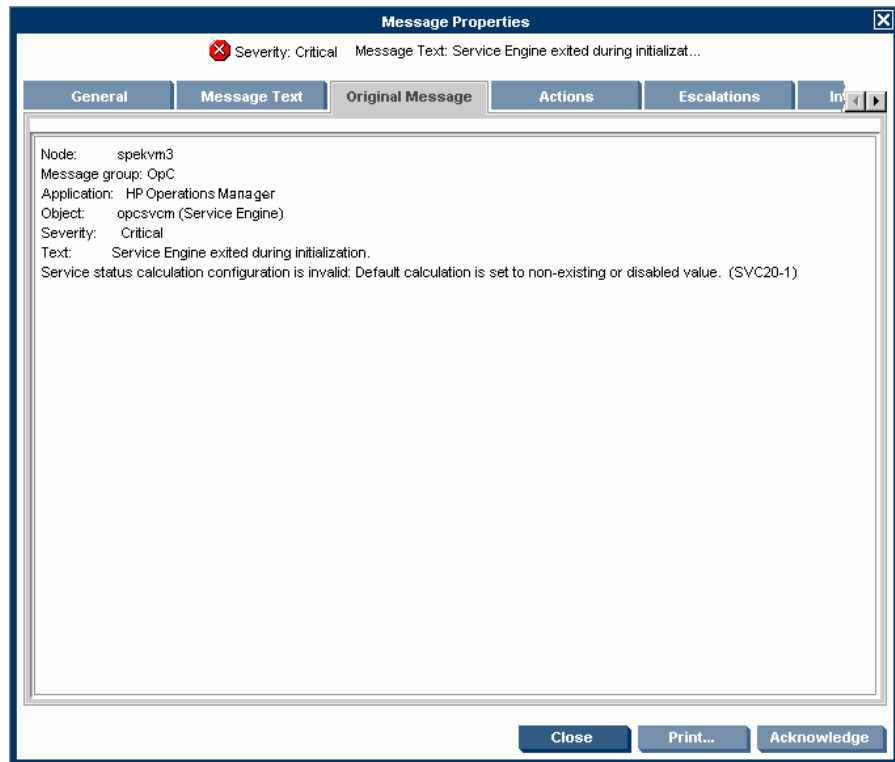 Message Properties
Severity: Critical Message Text: Service Engine exited during initializat...
General Message Text Original Message Actions Escalations In
Node: spekvm3
Message group: OpC
Application: HP Operations Manager
Object: opcsvcm (Service Engine)
Severity: Critical
Text: Service Engine exited during initialization.
Service status calculation configuration is invalid: Default calculation is set to non-existing or disabled value. (SVC20-1)
Close Print... Acknowledge